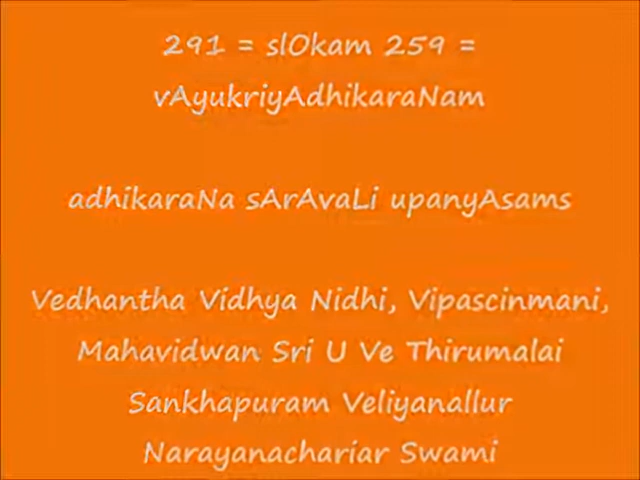 291 = slOkam 259 =
vAyukriyAdhikaraNam
adhikaraNa sArAvaLi upanyAsams
Vedhantha Vidhya Nidhi, Vipascinmani,
Mahavidwan Sri U Ve Thirumalai
Sankhapuram Veliyanallur
Narayanachariar Swami